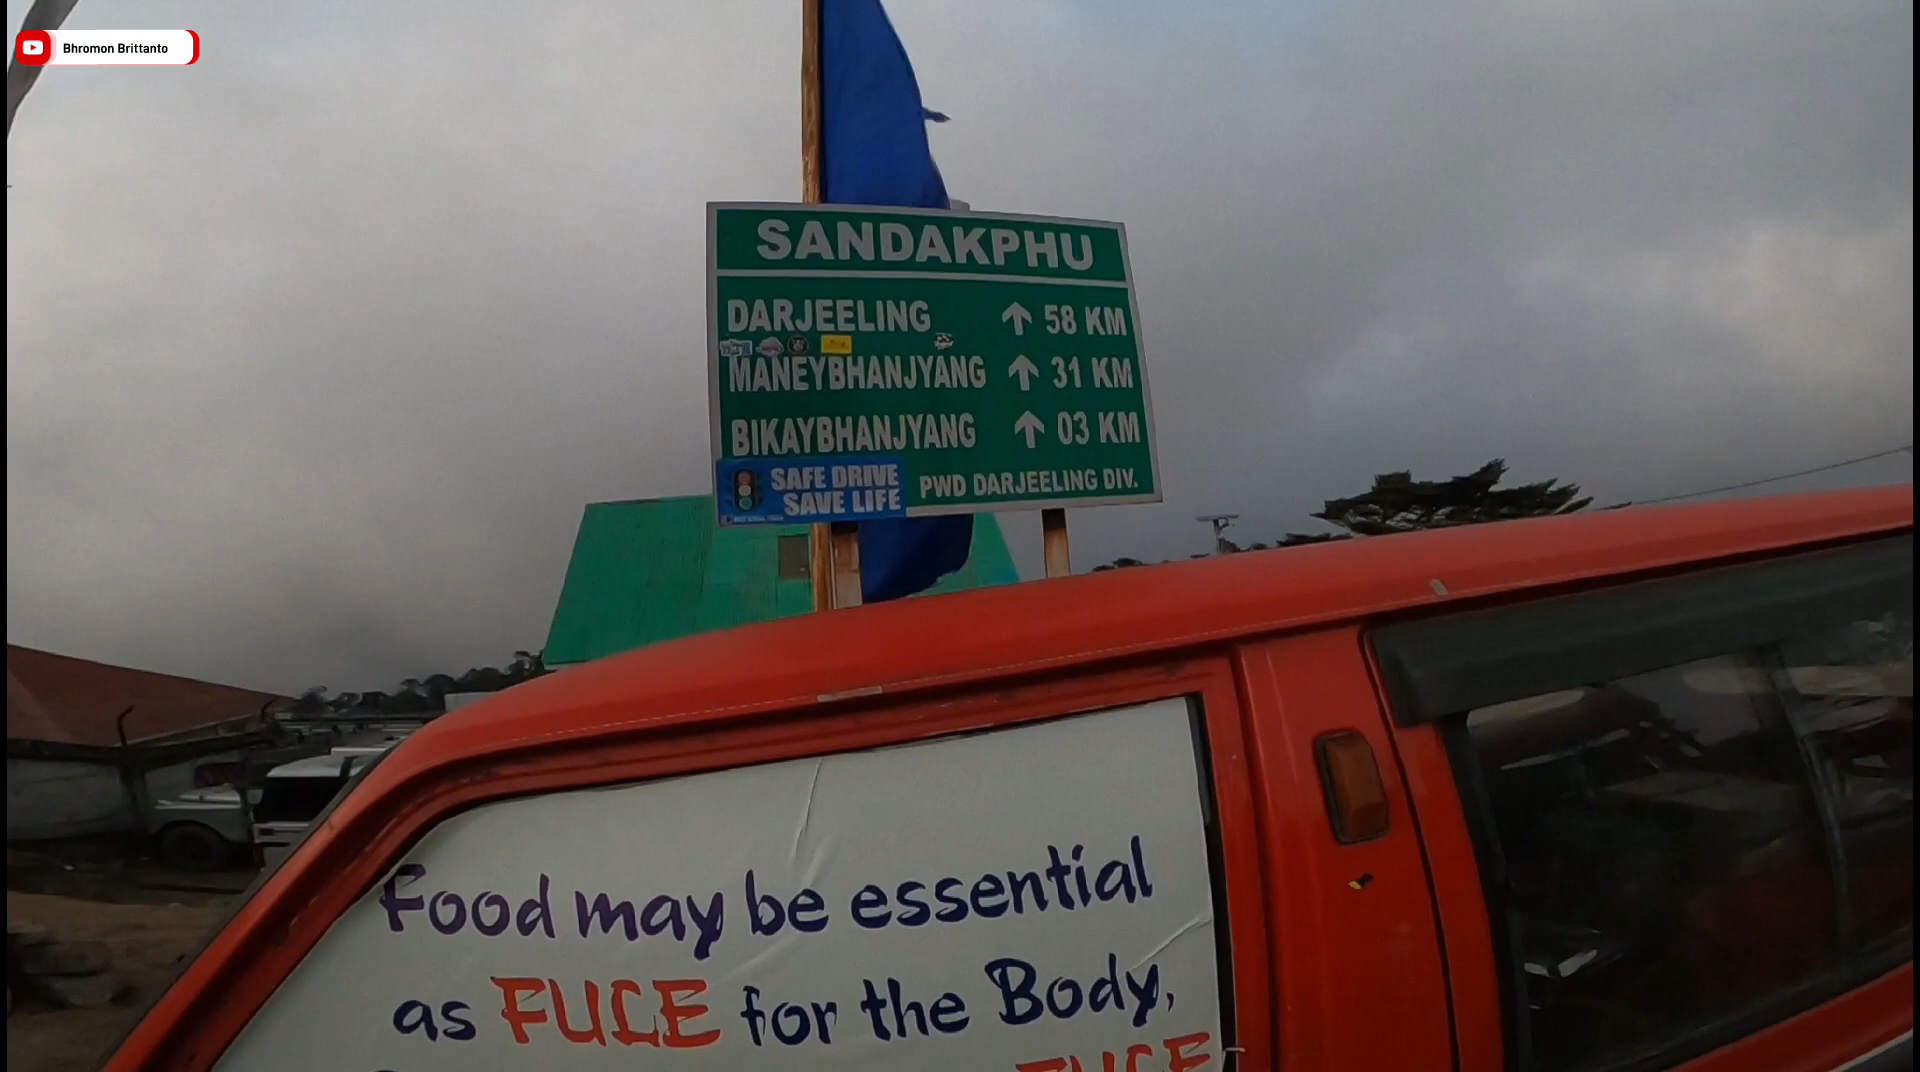 Bhromon Brittanto
SANDAKPHU
DARJEELING ↑ 58 KM
MANEYBHANJYANG ↑ 31 KM
BIKAYBHANJYANG ↑ 03 KM
SAFE DRIVE
SAVE LIFE
PWD DARJEELING DIV.
Food may be essential
as FULE for the Body,